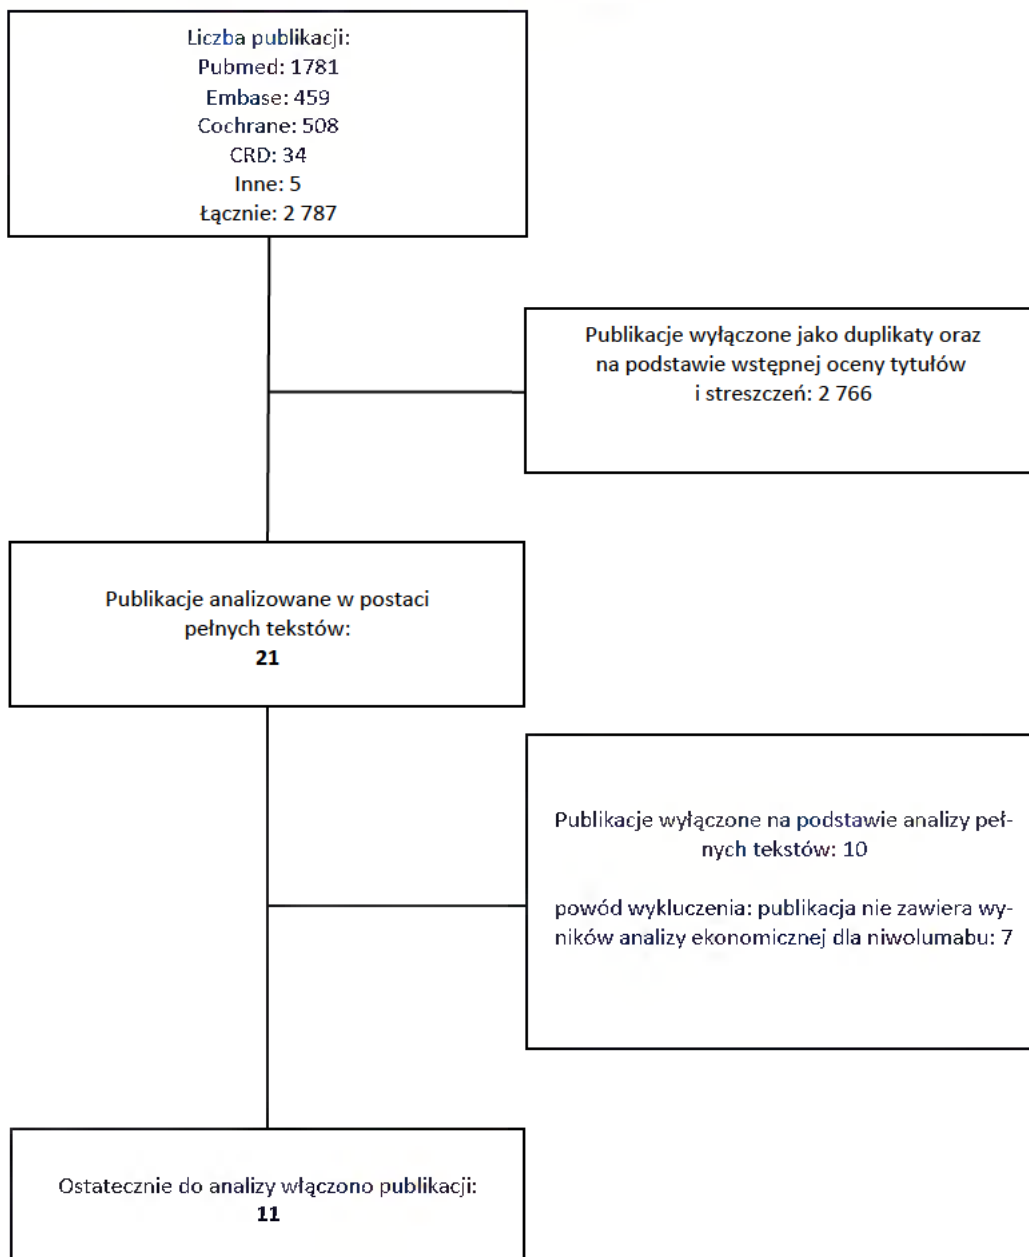 Liczba publikacji:
Pubmed: 1781
Embase: 459
Cochrane: 508
CRD: 34
Inne: 5
Łącznie: 2 787
Publikacje wyłączone jako duplikaty oraz
na podstawie wstępnej oceny tytułów
i streszczeń: 2 766
Publikacje analizowane w postaci
pełnych tekstów:
21
Publikacje wyłączone na podstawie analizy peł-
nych tekstów: 10
powód wykluczenia: publikacja nie zawiera wy-
ników analizy ekonomicznej dla niwolumabu: 7
Ostatecznie do analizy włączono publikacji:
11